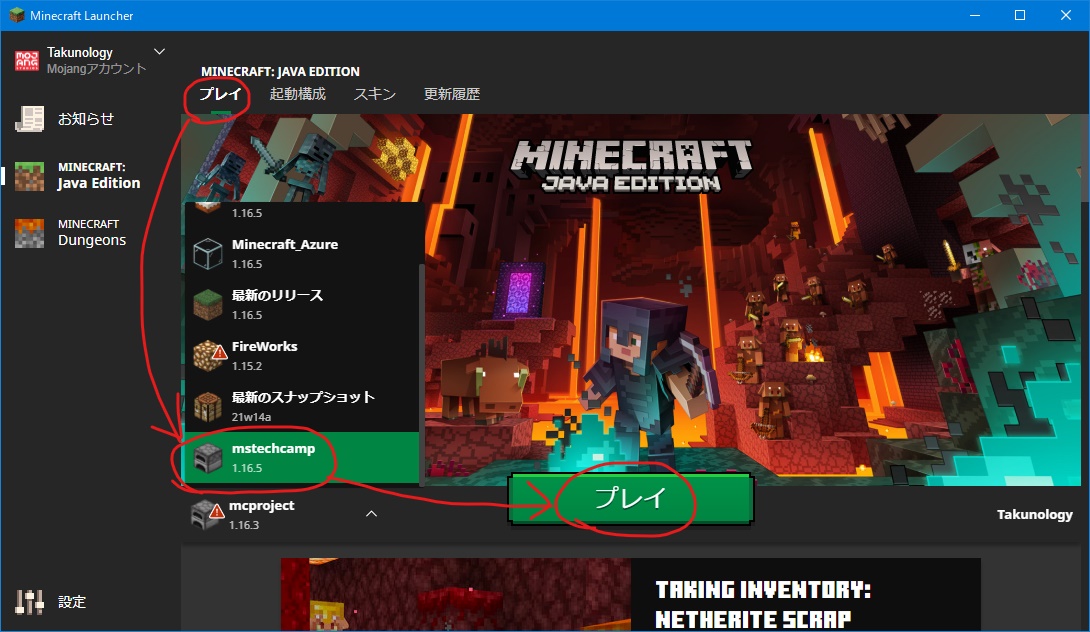 Minecraft Launcher
MOJANG
STUDIOS
Takunology
Mojangアカウント
お知らせ
MINECRAFT:
Java Edition
MINECRAFT
Dungeons
設定
MINECRAFT: JAVA EDITION
プレイ 起動構成 スキン 更新履歴
MINECRAFT
JAVA EDITION
1.16.5
Minecraft_Azure
1.16.5
最新のリリース
1.16.5
FireWorks
1.15.2
最新のスナップショット
21w14a
mstechcamp
1.16.5
mcproject
1.16.3
プレイ
Takunology
TAKING INVENTORY:
NETHERITE SCRAP